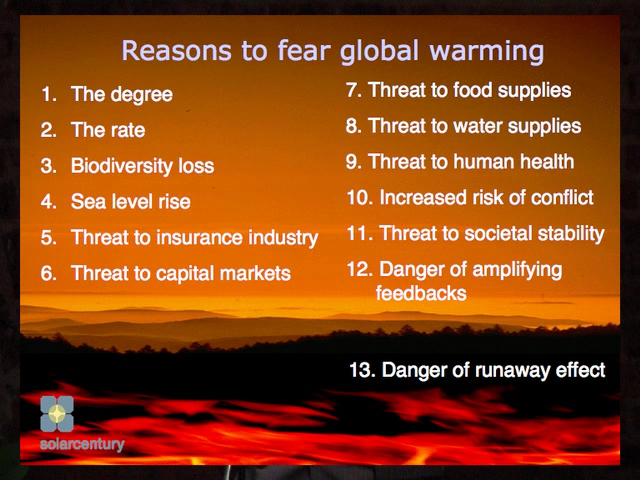 Reasons to fear global warming
1. The degree
2. The rate
3. Biodiversity loss
4. Sea level rise
5. Threat to insurance industry
6. Threat to capital markets
7. Threat to food supplies
8. Threat to water supplies
9. Threat to human health
10. Increased risk of conflict
11. Threat to societal stability
12. Danger of amplifying
feedbacks
13. Danger of runaway effect
solarcentury